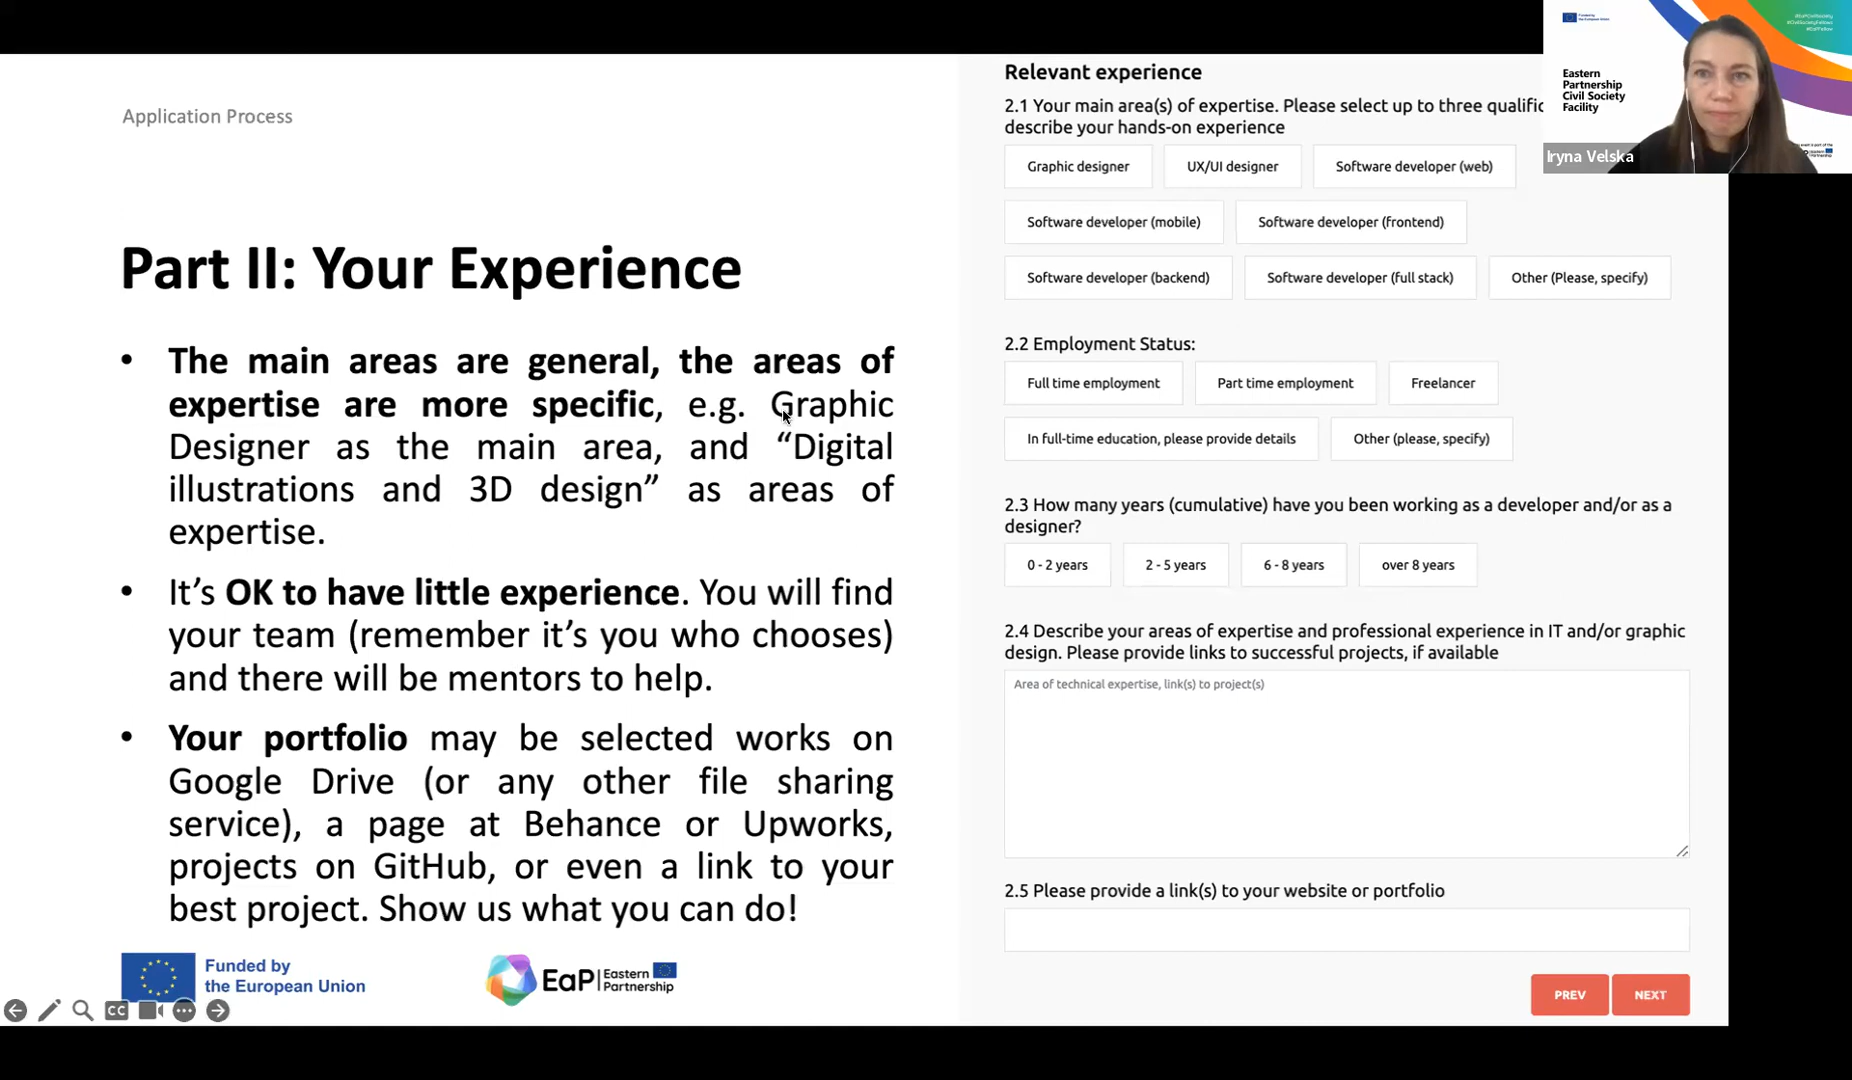 Application Process
Part II: Your Experience
• The main areas are general, the areas of
expertise are more specific, e.g. Graphic
Designer as the main area, and “Digital
illustrations and 3D design” as areas of
expertise.
• It’s OK to have little experience. You will find
your team (remember it’s you who chooses)
and there will be mentors to help.
• Your portfolio may be selected works on
Google Drive (or any other file sharing
service), a page at Behance or Upworks,
projects on GitHub, or even a link to your
best project. Show us what you can do!
Funded by
the European Union
EaP
Eastern
Partnership
CC
Relevant experience
2.1 Your main area(s) of expertise. Please select up to three
describe your hands-on experience
Graphic designer
UX/UI designer
Software developer (web)
Software developer (mobile)
Software developer (frontend)
Software developer (backend)
Software developer (full stack)
Other (Please, specify)
2.2 Employment Status:
Full time employment
Part time employment
Freelancer
In full-time education, please provide details
Other (please, specify)
2.3 How many years (cumulative) have you been working as a developer and/or as a
designer?
0 - 2 years
2 - 5 years
6 - 8 years
over 8 years
2.4 Describe your areas of expertise and professional experience in IT and/or graphic
design. Please provide links to successful projects, if available
Area of technical expertise, link(s) to project(s)
2.5 Please provide a link(s) to your website or portfolio
PREV
NEXT
Funded by
the European Union
Eastern
Partnership
Civil Society
Facility
Iryna Velska